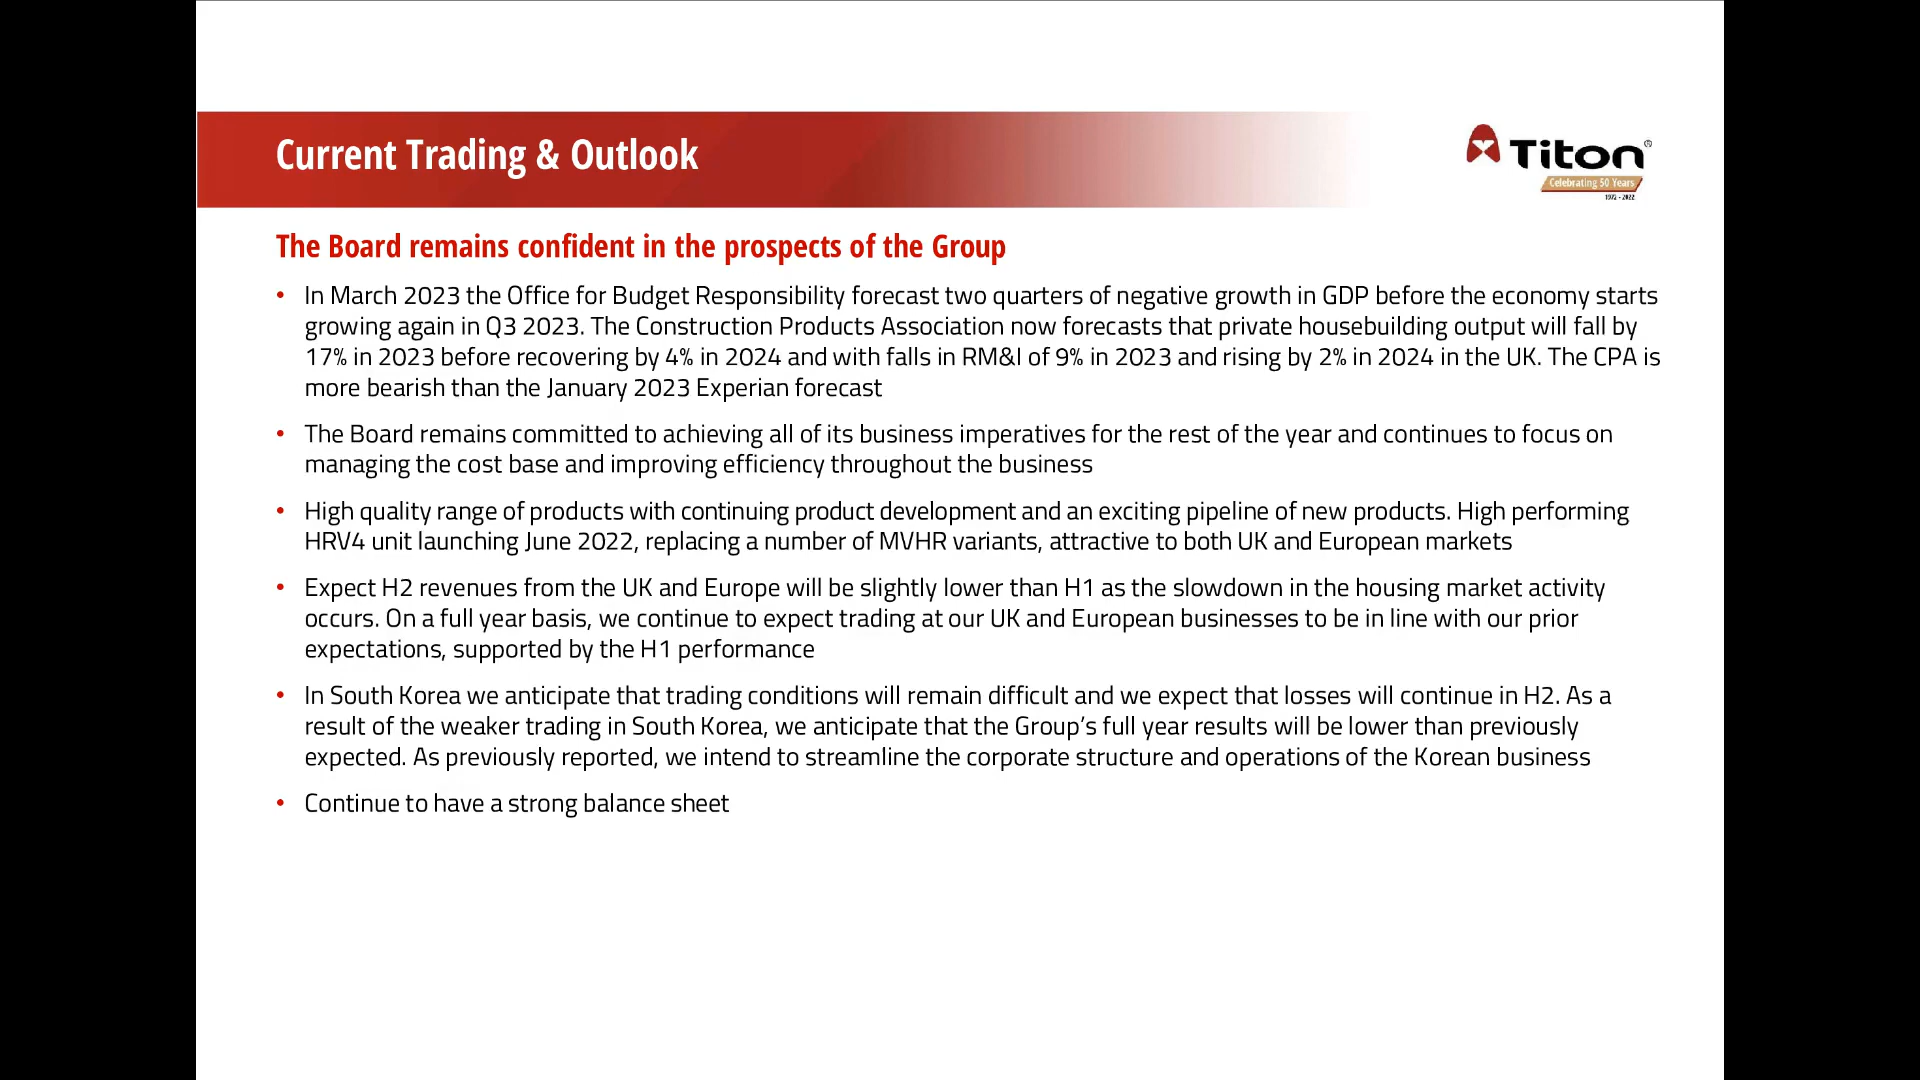 Current Trading & Outlook
Titon®
Celebrating 50 Years
1972 - 2022
The Board remains confident in the prospects of the Group
• In March 2023 the Office for Budget Responsibility forecast two quarters of negative growth in GDP before the economy starts
growing again in Q3 2023. The Construction Products Association now forecasts that private housebuilding output will fall by
17% in 2023 before recovering by 4% in 2024 and with falls in RM&I of 9% in 2023 and rising by 2% in 2024 in the UK. The CPA is
more bearish than the January 2023 Experian forecast
• The Board remains committed to achieving all of its business imperatives for the rest of the year and continues to focus on
managing the cost base and improving efficiency throughout the business
• High quality range of products with continuing product development and an exciting pipeline of new products. High performing
HRV4 unit launching June 2022, replacing a number of MVHR variants, attractive to both UK and European markets
• Expect H2 revenues from the UK and Europe will be slightly lower than H1 as the slowdown in the housing market activity
occurs. On a full year basis, we continue to expect trading at our UK and European businesses to be in line with our prior
expectations, supported by the H1 performance
• In South Korea we anticipate that trading conditions will remain difficult and we expect that losses will continue in H2. As a
result of the weaker trading in South Korea, we anticipate that the Group's full year results will be lower than previously
expected. As previously reported, we intend to streamline the corporate structure and operations of the Korean business
• Continue to have a strong balance sheet